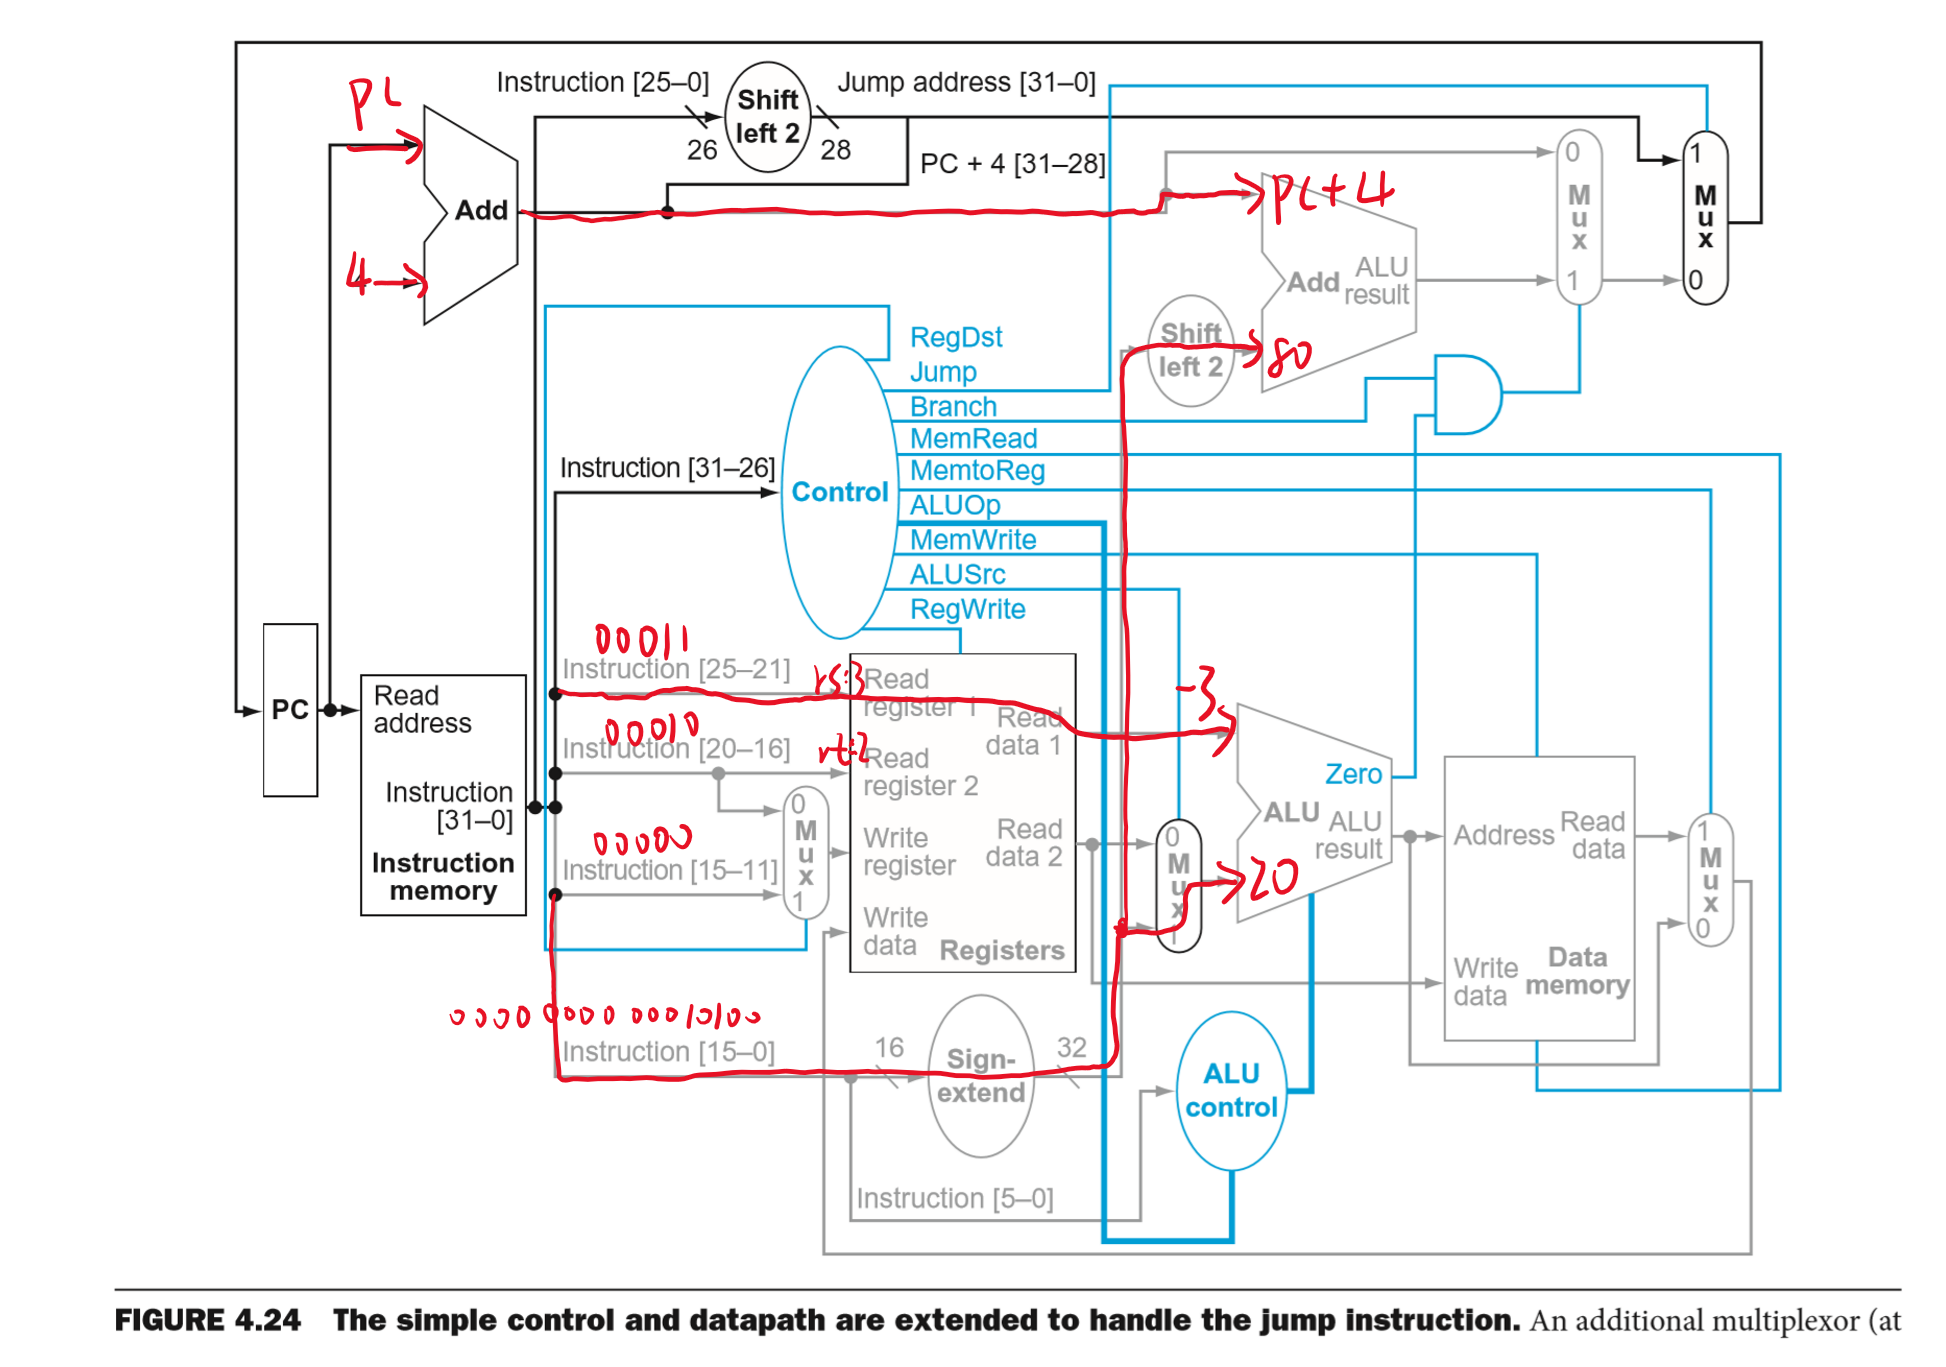 Instruction [25–0]
Shift
left 2
Jump address [31–0]
26
28
PC + 4 [31–28]
PC
4
Add
PC+4
80
0
M
u
x
1
1
M
u
x
0
Add
ALU
result
Shift
left 2
RegDst
Jump
Branch
MemRead
MemtoReg
ALUOp
MemWrite
ALUSrc
RegWrite
Instruction [31–26]
Control
PC
Read
address
Instruction
[31–0]
Instruction
memory
00011
Instruction [25–21]
rs:3
00010
Instruction [20–16]
rt:2
00000
Instruction [15–11]
0
M
u
x
1
Read
register 1
Read
data 1
Read
register 2
Write
register
Read
data 2
Write
data
Registers
-3
20
0
M
u
x
1
Zero
ALU
ALU
result
Address
Read
data
Write
data
Data
memory
1
M
u
x
0
0000 0000 00010100
Instruction [15–0]
16
Sign-
extend
32
ALU
control
Instruction [5–0]
FIGURE 4.24 The simple control and datapath are extended to handle the jump instruction. An additional multiplexor (at